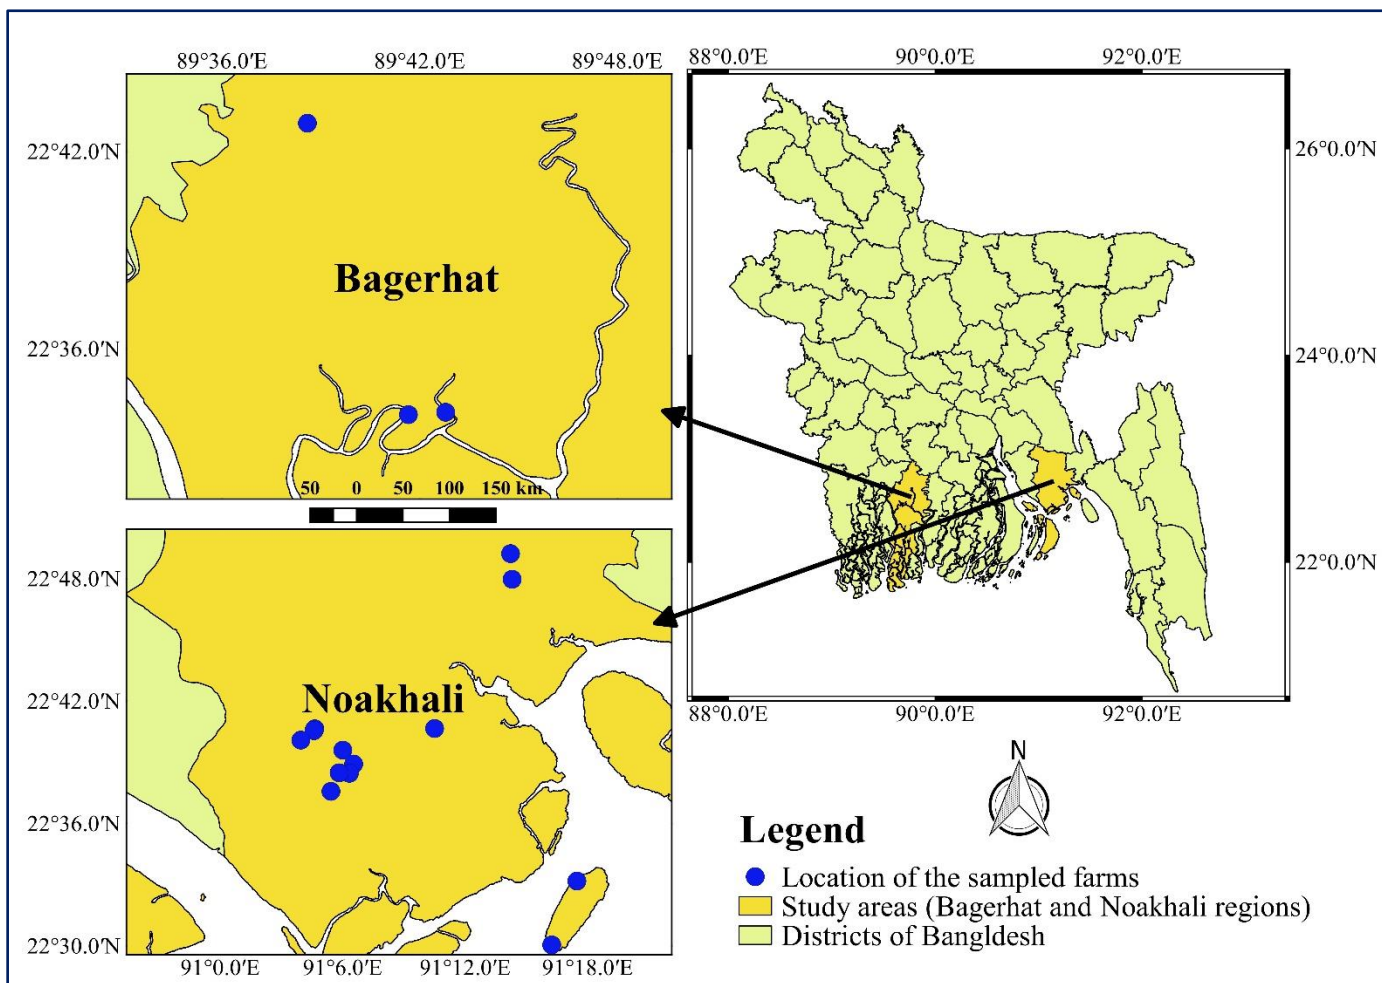 89°36.0'E 89°42.0'E 89°48.0'E
88°0.0'E 90°0.0'E 92°0.0'E
22°42.0'N
26°0.0'N
Bagerhat
22°36.0'N
24°0.0'N
50 0 50 100 150 km
22°48.0'N
22°0.0'N
22°42.0'N
Noakhali
88°0.0'E 90°0.0'E 92°0.0'E
N
22°36.0'N
Legend
Location of the sampled farms
Study areas (Bagerhat and Noakhali regions)
Districts of Bangldesh
22°30.0'N
91°0.0'E 91°6.0'E 91°12.0'E 91°18.0'E